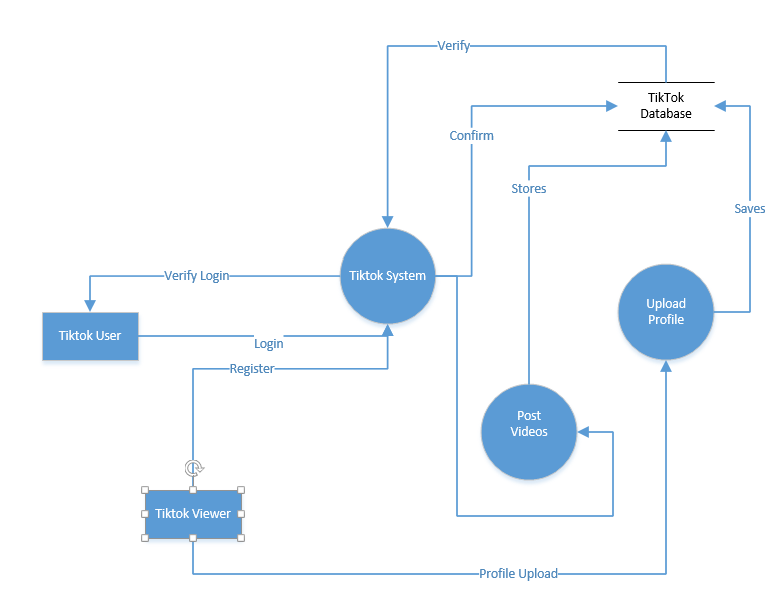 Verify
TikTok
Database
Confirm
Stores
Saves
Verify Login
Tiktok System
Upload
Profile
Tiktok User
Login
Register
Post
Videos
Tiktok Viewer
Profile Upload